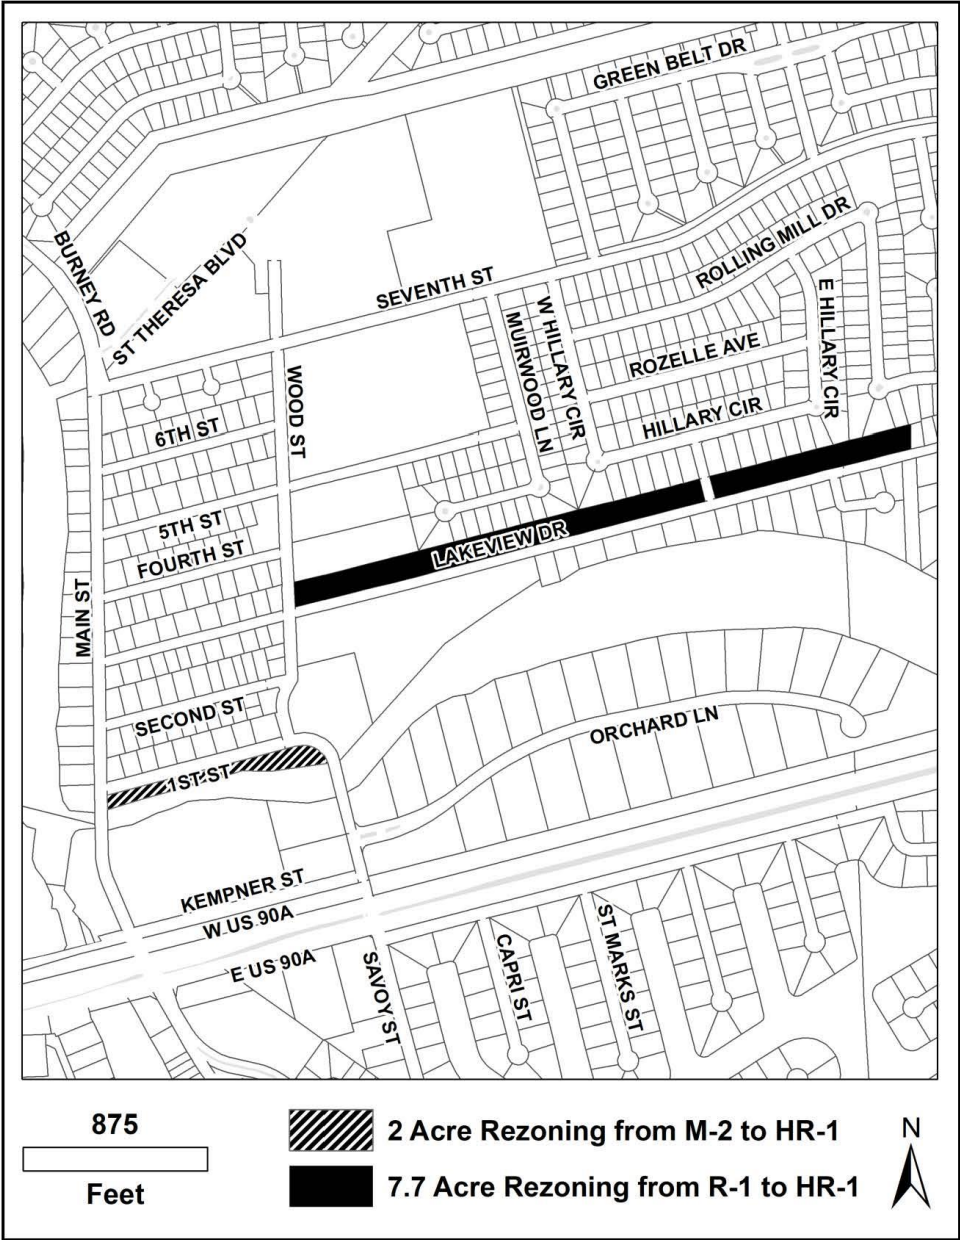 GREEN BELT DR
BURNEY RD
ST THERESA BLVD
SEVENTH ST
ROLLING MILL DR
E HILLARY CIR
W HILLARY CIR
MUIRWOOD LN
ROZELLE AVE
HILLARY CIR
WOOD ST
6TH ST
5TH ST
FOURTH ST
LAKEVIEW DR
MAIN ST
SECOND ST
1ST ST
ORCHARD LN
KEMPNER ST
W US 90A
E US 90A
SAVOY ST
CAPRI ST
ST MARKS ST
875
Feet
2 Acre Rezoning from M-2 to HR-1
7.7 Acre Rezoning from R-1 to HR-1
N